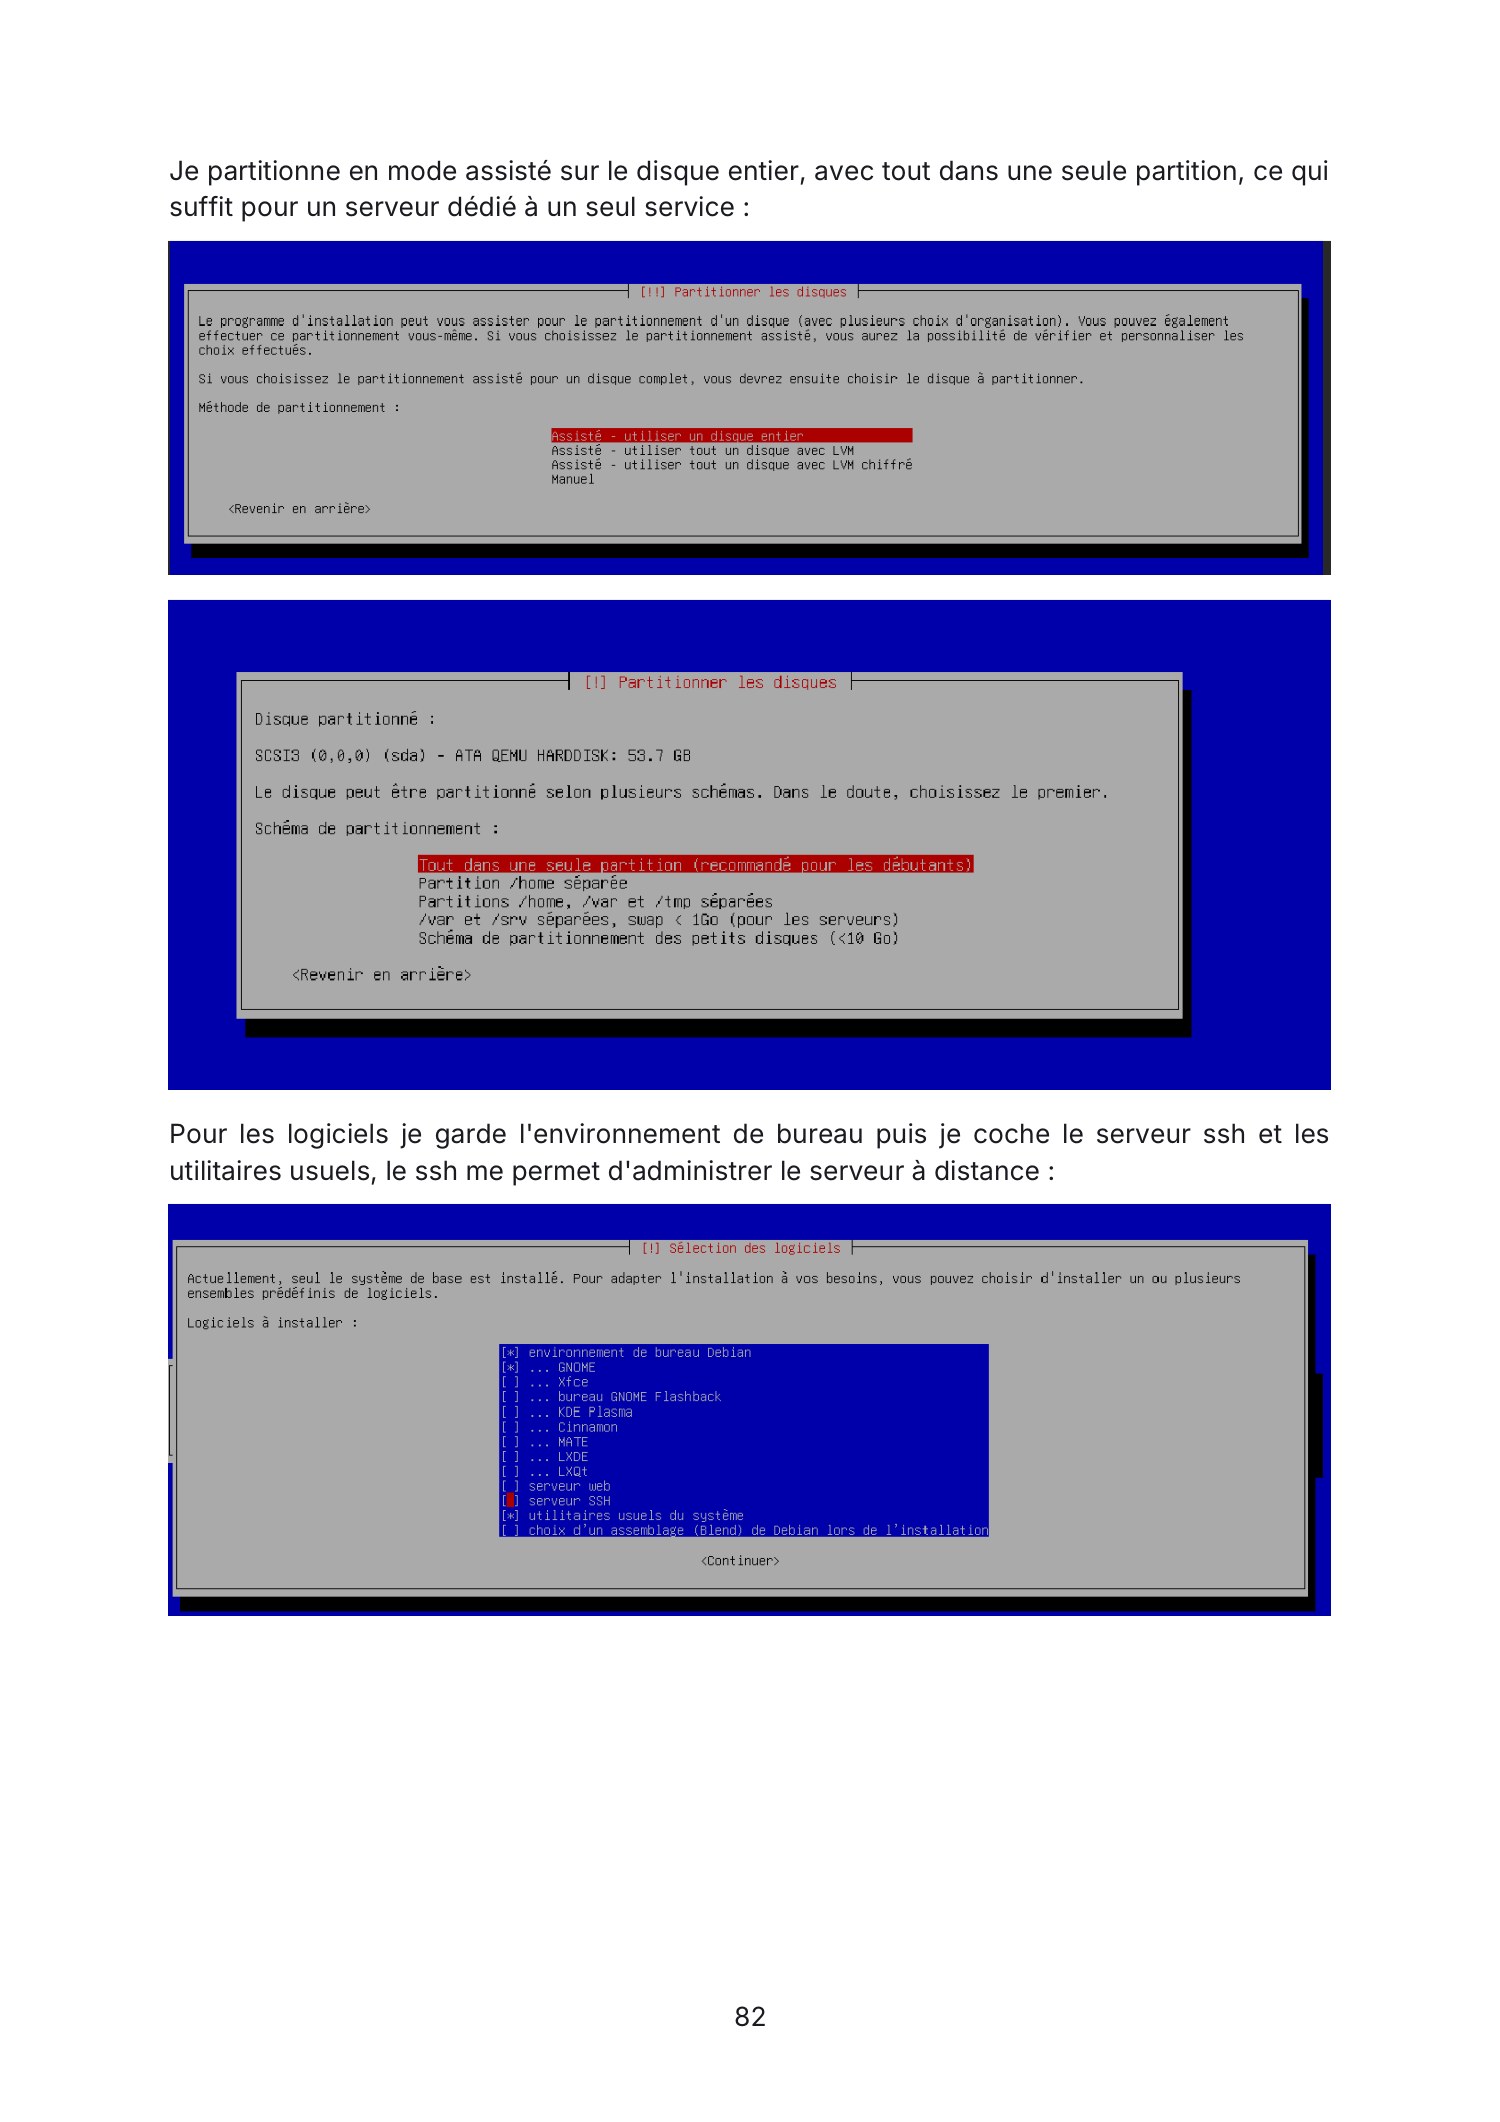 Je partitionne en mode assisté sur le disque entier, avec tout dans une seule partition, ce qui
suffit pour un serveur dédié à un seul service :
[!!] Partitionner les disques
Le programme d'installation peut vous assister pour le partitionnement d'un disque (avec plusieurs choix d'organisation). Vous pouvez également
effectuer ce partitionnement vous-même. Si vous choisissez le partitionnement assisté, vous aurez la possibilité de vérifier et personnaliser les
choix effectués.
Si vous choisissez le partitionnement assisté pour un disque complet, vous devrez ensuite choisir le disque à partitionner.
Méthode de partitionnement :
Assisté - utiliser un disque entier
Assisté - utiliser tout un disque avec LVM
Assisté - utiliser tout un disque avec LVM chiffré
Manuel
<Revenir en arrière>
[!] Partitionner les disques
Disque partitionné :
SCSI3 (0,0,0) (sda) - ATA QEMU HARDDISK: 53.7 GB
Le disque peut être partitionné selon plusieurs schémas. Dans le doute, choisissez le premier.
Schéma de partitionnement :
Tout dans une seule partition (recommandé pour les débutants)
Partition /home séparée
Partitions /home, /var et /tmp séparées
/var et /srv séparées, swap < 1Go (pour les serveurs)
Schéma de partitionnement des petits disques (<10 Go)
<Revenir en arrière>
Pour les logiciels je garde l'environnement de bureau puis je coche le serveur ssh et les
utilitaires usuels, le ssh me permet d'administrer le serveur à distance :
[!] Sélection des logiciels
Actuellement, seul le système de base est installé. Pour adapter l'installation à vos besoins, vous pouvez choisir d'installer un ou plusieurs
ensembles prédéfinis de logiciels.
Logiciels à installer :
[*] environnement de bureau Debian
[*] ... GNOME
[ ] ... Xfce
[ ] ... bureau GNOME Flashback
[ ] ... KDE Plasma
[ ] ... Cinnamon
[ ] ... MATE
[ ] ... LXDE
[ ] ... LXQt
[ ] serveur web
[ ] serveur SSH
[*] utilitaires usuels du système
[ ] choix d'un assemblage (Blend) de Debian lors de l'installation
<Continuer>
82